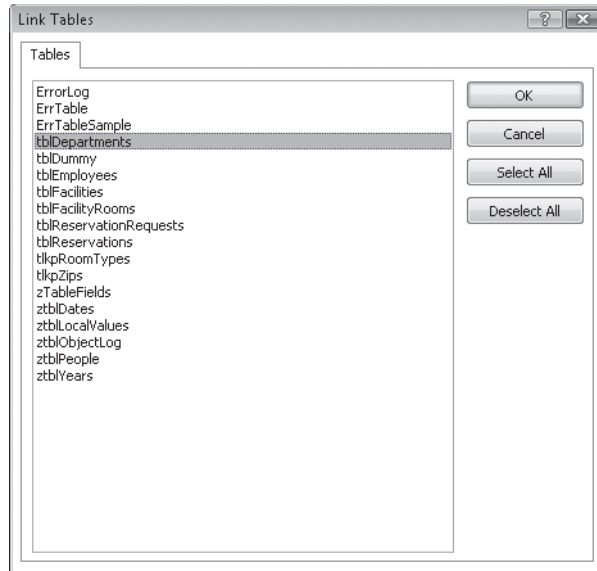 Link Tables
Tables
ErrorLog
ErrTable
ErrTableSample
tblDepartments
tblDummy
tblEmployees
tblFacilities
tblFacilityRooms
tblReservationRequests
tblReservations
tlkpRoomTypes
tlkpZips
zTableFields
ztblDates
ztblLocalValues
ztblObjectLog
ztblPeople
ztblYears
OK
Cancel
Select All
Deselect All